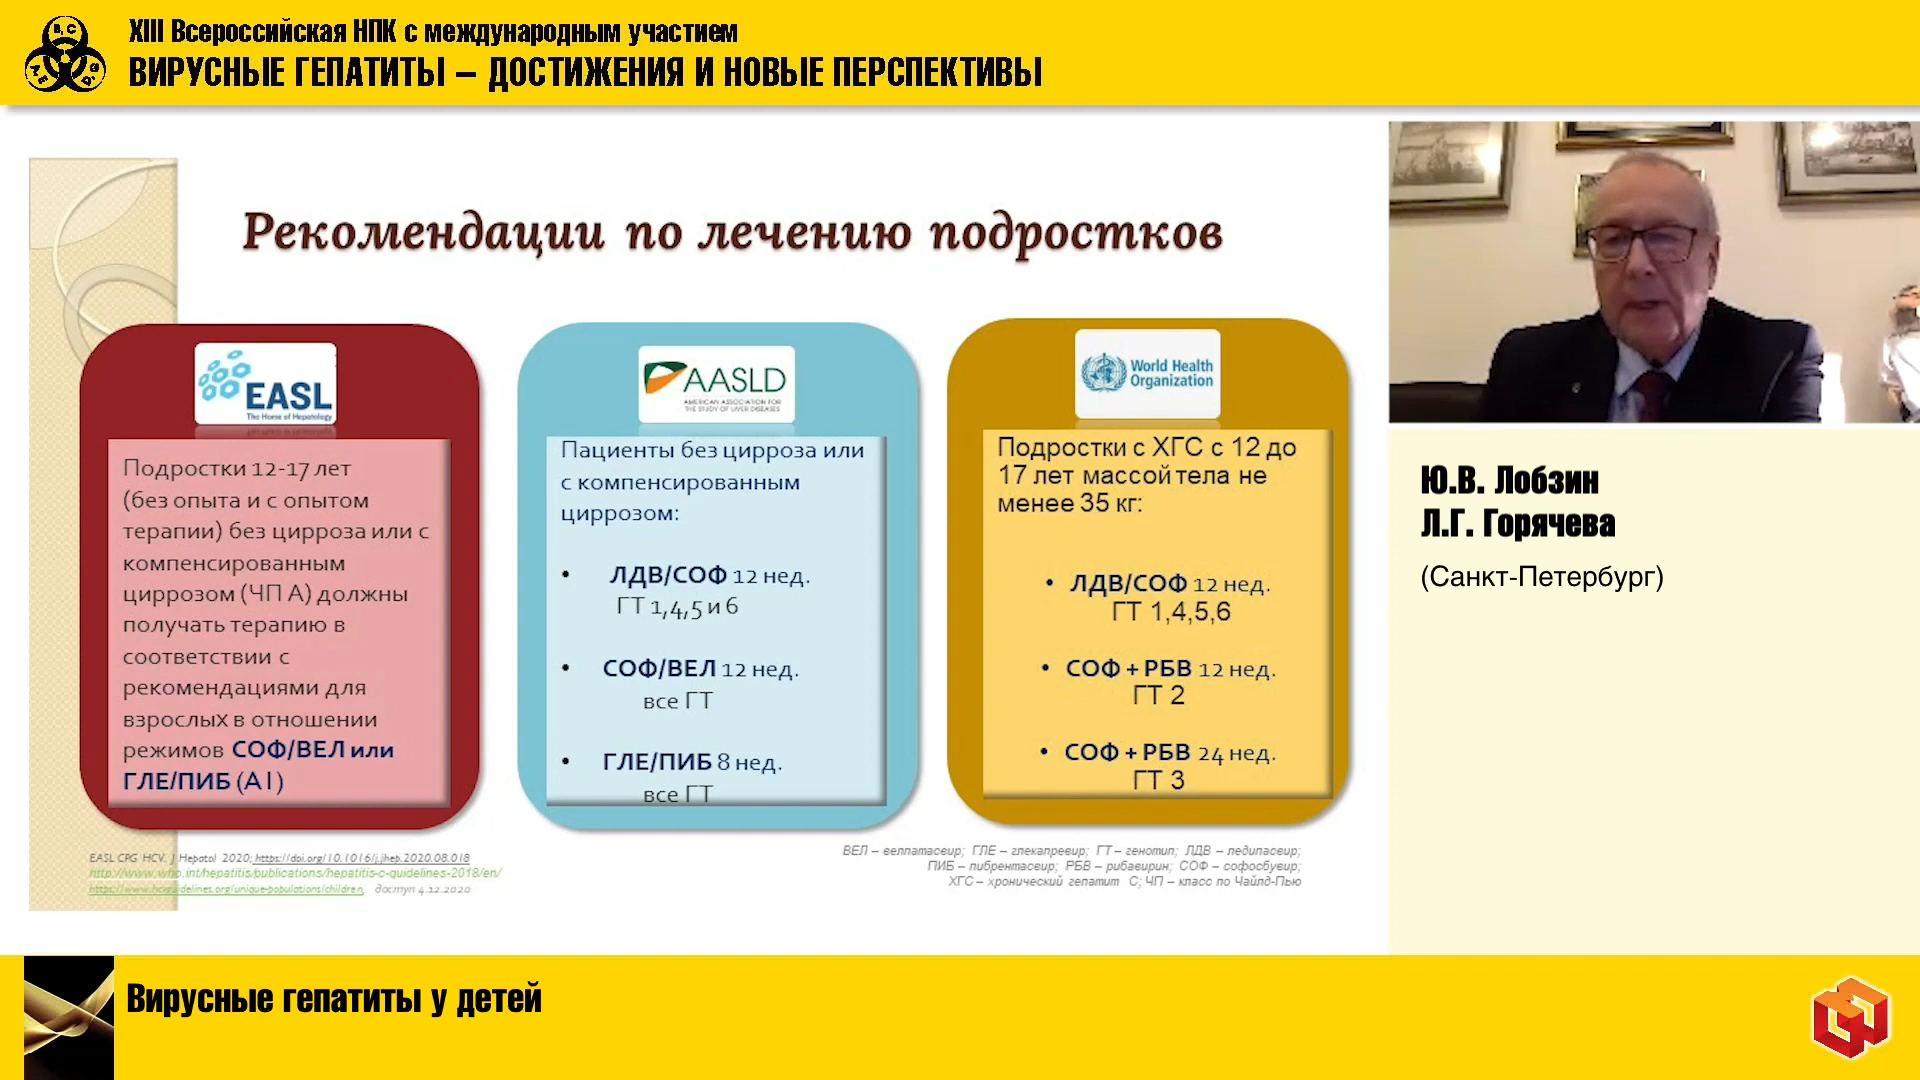 XIII Всероссийская НПК с международным участием
ВИРУСНЫЕ ГЕПАТИТЫ – ДОСТИЖЕНИЯ И НОВЫЕ ПЕРСПЕКТИВЫ
Рекомендации по лечению подростков
EASL
The Home of Hepatology
Подростки 12-17 лет
(без опыта и с опытом
терапии) без цирроза или с
компенсированным
циррозом (ЧП А) должны
получать терапию в
соответствии с
рекомендациями для
взрослых в отношении
режимов СОФ/ВЕЛ или
ГЛЕ/ПИБ (А I )
AASLD
AMERICAN ASSOCIATION FOR
THE STUDY OF LIVER DISEASES
Пациенты без цирроза или
с компенсированным
циррозом:
• ЛДВ/СОФ 12 нед.
ГТ 1,4,5 и 6
• СОФ/ВЕЛ 12 нед.
все ГТ
• ГЛЕ/ПИБ 8 нед.
все ГТ
World Health
Organization
Подростки с ХГС с 12 до
17 лет массой тела не
менее 35 кг:
• ЛДВ/СОФ 12 нед.
ГТ 1,4,5,6
• СОФ + РБВ 12 нед.
ГТ 2
• СОФ + РБВ 24 нед.
ГТ 3
EASL CPG HCV. J Hepatol 2020; https://doi.org/10.1016/j.jhep.2020.08.018
http://www.who.int/hepatitis/publications/hepatitis-c-guidelines-2018/en/
https://www.hcvguidelines.org/unique-populations/children, доступ 4.12.2020
ВЕЛ – велпатасвир; ГЛЕ – глекапревир; ГТ – генотип; ЛДВ – ледипасвир;
ПИБ – пибрентасвир; РБВ – рибавирин; СОФ – софосбувир;
ХГС – хронический гепатит С; ЧП – класс по Чайлд-Пью
Ю.В. Лобзин
Л.Г. Горячева
(Санкт-Петербург)
Вирусные гепатиты у детей